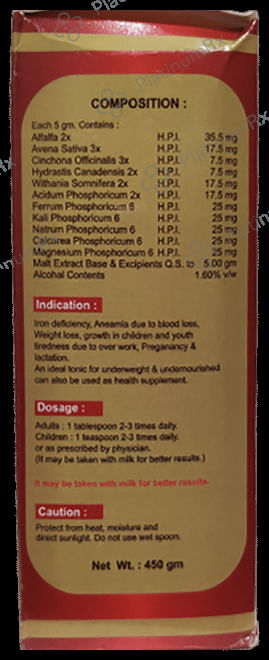 COMPOSITION :
Each 5 gm. Contains :
Alfalfa 2x H.P.I. 35.5 mg
Avena Sativa 3x H.P.I. 17.5 mg
Cinchona Officinalis 3x H.P.I. 7.5 mg
Hydrastis Canadensis 2x H.P.I. 7.5 mg
Withania Somnifera 2x H.P.I. 17.5 mg
Acidum Phosphoricum 2x H.P.I. 17.5 mg
Ferrum Phosphoricum 6 H.P.I. 25 mg
Kali Phosphoricum 6 H.P.I. 25 mg
Natrum Phosphoricum 6 H.P.I. 25 mg
Calcarea Phosphoricum 6 H.P.I. 25 mg
Magnesium Phosphoricum 6 H.P.I. 25 mg
Malt Extract Base & Excipients Q.S. to 5.00 gm
Alcohal Contents 1.60% v/w
Indication :
Iron deficiency, Aneamia due to blood loss,
Weight loss, growth in children and youth
tiredness due to over work, Preganancy &
lactation.
An ideal tonic for underweight & undernourished
can also be used as health supplement.
Dosage :
Adults : 1 tablespoon 2-3 times daily.
Children : 1 teaspoon 2-3 times daily.
or as prescribed by physician.
(It may be taken with milk for better results.)
It may be taken with milk for better results.
Caution :
Protect from heat, moisture and
direct sunlight. Do not use wet spoon.
Net Wt. : 450 gm